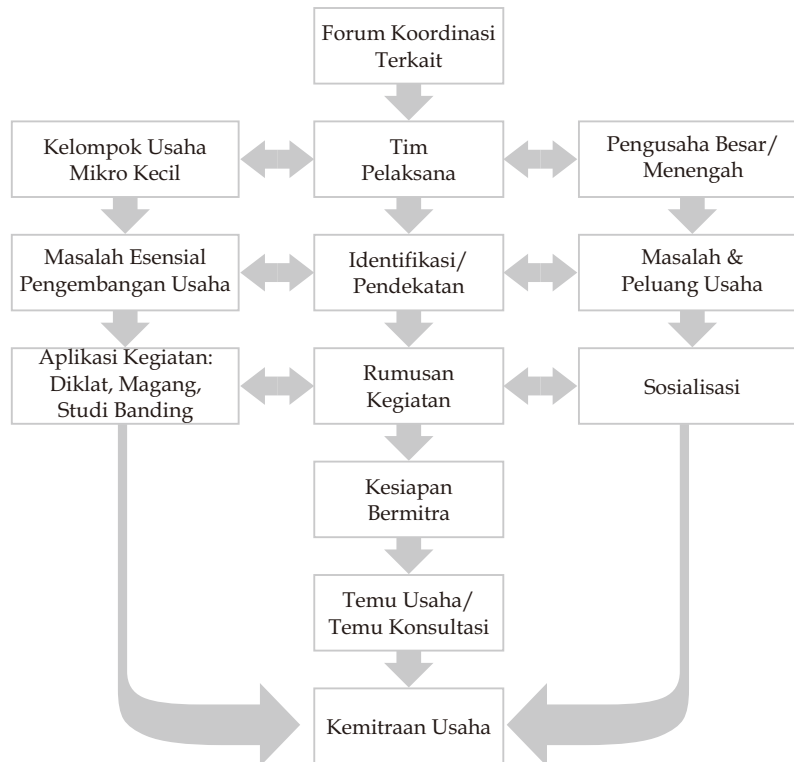 Forum Koordinasi
Terkait
Kelompok Usaha
Mikro Kecil
Tim
Pelaksana
Pengusaha Besar/
Menengah
Masalah Esensial
Pengembangan Usaha
Identifikasi/
Pendekatan
Masalah &
Peluang Usaha
Aplikasi Kegiatan:
Diklat, Magang,
Studi Banding
Rumusan
Kegiatan
Sosialisasi
Kesiapan
Bermitra
Temu Usaha/
Temu Konsultasi
Kemitraan Usaha